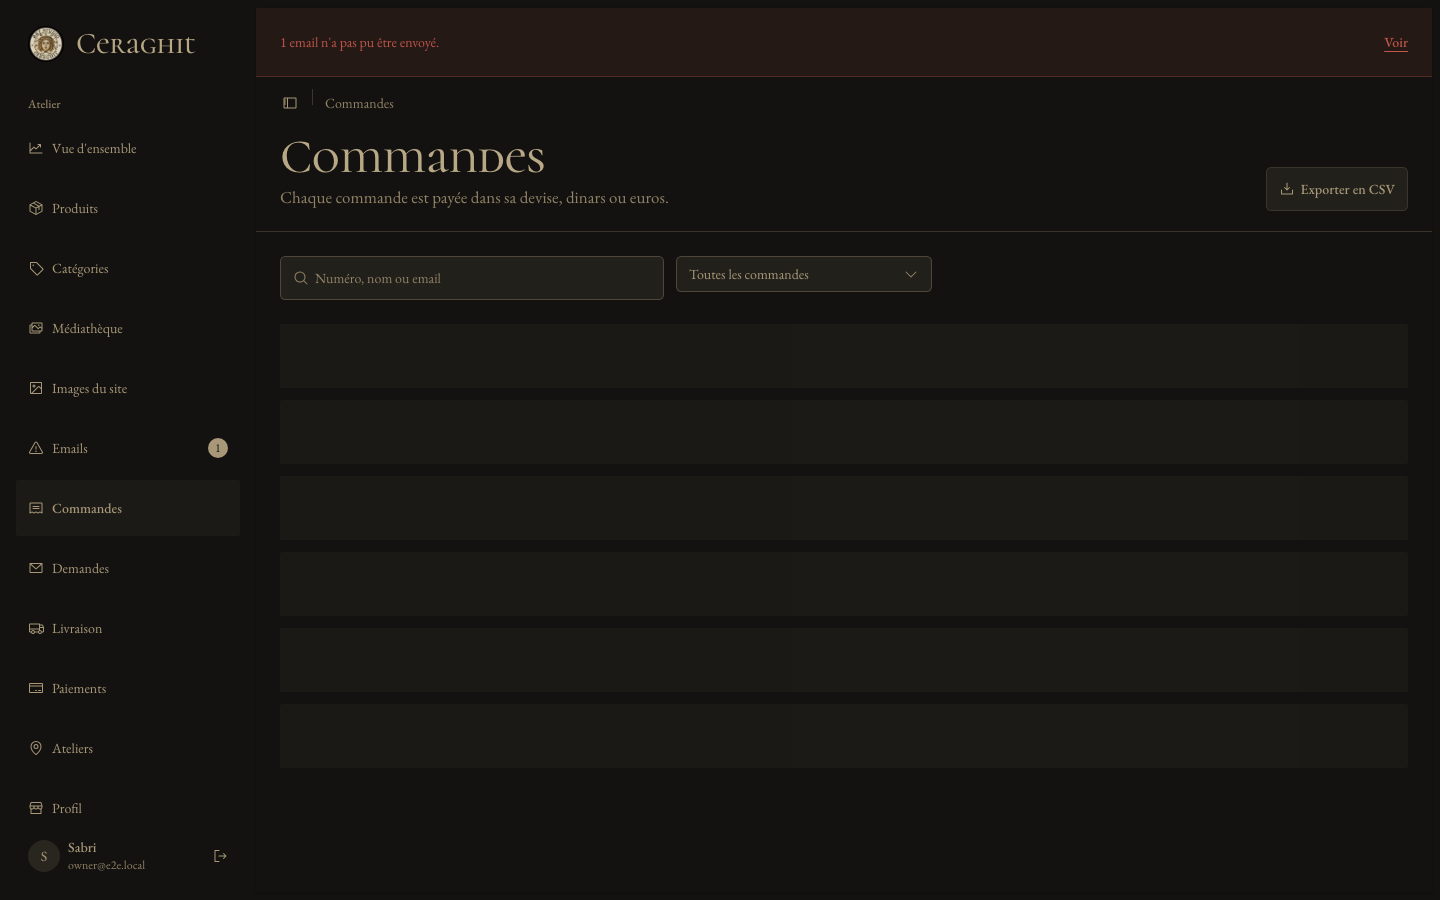 Ceraghit
Atelier
Vue d'ensemble
Produits
Catégories
Médiathèque
Images du site
Emails
1
Commandes
Demandes
Livraison
Paiements
Ateliers
Profil
S
Sabri
owner@e2e.local
1 email n'a pas pu être envoyé.
Voir
Commandes
Commandes
Chaque commande est payée dans sa devise, dinars ou euros.
Exporter en CSV
Numéro, nom ou email
Toutes les commandes